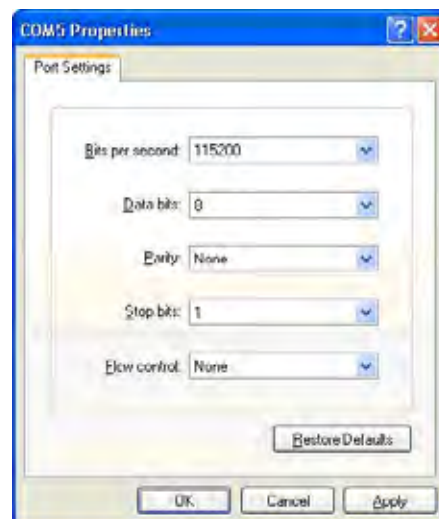 COM5 Properties
Port Settings
Bits per second: 115200
Data bits: 8
Parity: None
Stop bits: 1
Flow control: None
Restore Defaults
OK Cancel Apply